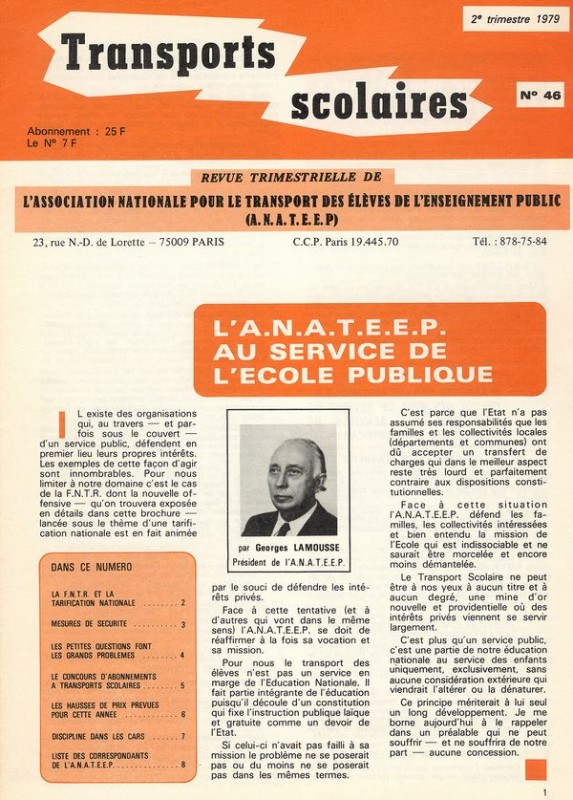 2e trimestre 1979
Transports
scolaires
N° 46
Abonnement : 25 F
Le N° 7 F
REVUE TRIMESTRIELLE DE
L'ASSOCIATION NATIONALE POUR LE TRANSPORT DES ÉLÈVES DE L'ENSEIGNEMENT PUBLIC
(A.N.A.T.E.E.P)
23, rue N.-D. de Lorette — 75009 PARIS
C.C.P. Paris 19.445.70
Tél. : 878-75-84
L'A.N.A.T.E.E.P.
AU SERVICE DE
L'ECOLE PUBLIQUE
IL existe des organisations
qui, au travers — et par-
fois sous le couvert —
d'un service public, défendent en
premier lieu leurs propres intérêts.
Les exemples de cette façon d'agir
sont innombrables. Pour nous
limiter à notre domaine c'est le cas
de la F.N.T.R. dont la nouvelle of-
fensive — qu'on trouvera exposée
en détails dans cette brochure —
lancée sous le thème d'une tarifi-
cation nationale est en fait animée
DANS CE NUMERO
LA F.N.T.R. ET LA
TARIFICATION NATIONALE ........ 2
MESURES DE SECURITE ........ 3
LES PETITES QUESTIONS FONT
LES GRANDS PROBLEMES ........ 4
LE CONCOURS D'ABONNEMENTS
A TRANSPORTS SCOLAIRES ........ 5
LES HAUSSES DE PRIX PREVUES
POUR CETTE ANNEE ........ 6
DISCIPLINE DANS LES CARS ........ 7
LISTE DES CORRESPONDANTS
DE L'A.N.A.T.E.E.P. ........ 8
par Georges LAMOUSSE
Président de l'A.N.A.T.E.E.P.
par le souci de défendre les inté-
rêts privés.
Face à cette tentative (et à
d'autres qui vont dans le même
sens) l'A.N.A.T.E.E.P. se doit de
réaffirmer à la fois sa vocation et
sa mission.
Pour nous le transport des
élèves n'est pas un service en
marge de l'Education Nationale. Il
fait partie intégrante de l'éducation
puisqu'il découle d'un constitution
qui fixe l'instruction publique laïque
et gratuite comme un devoir de
l'Etat.
Si celui-ci n'avait pas failli à sa
mission le problème ne se poserait
pas ou du moins ne se poserait
pas dans les mêmes termes.
C'est parce que l'Etat n'a pas
assumé ses responsabilités que les
familles et les collectivités locales
(départements et communes) ont
dû accepter un transfert de
charges qui dans le meilleur aspect
reste trés lourd et parfaitement
contraire aux dispositions consti-
tutionnelles.
Face à cette situation
l'A.N.A.T.E.E.P. défend les fa-
milles, les collectivités intéressées
et bien entendu la mission de
l'Ecole qui est indissociable et ne
saurait être morcelée et encore
moins démantelée.
Le Transport Scolaire ne peut
être à nos yeux à aucun titre et à
aucun degré, une mine d'or
nouvelle et providentielle où des
intérêts privés viennent se servir
largement.
C'est plus qu'un service public,
c'est une partie de notre éducation
nationale au service des enfants
uniquement, exclusivement, sans
aucune considération exterieure qui
viendrait l'altérer ou la dénaturer.
Ce principe mériterait à lui seul
un long développement. Je me
borne aujourd'hui à le rappeler
dans un préalable qui ne peut
souffrir — et ne souffrira de notre
part — aucune concession.
1